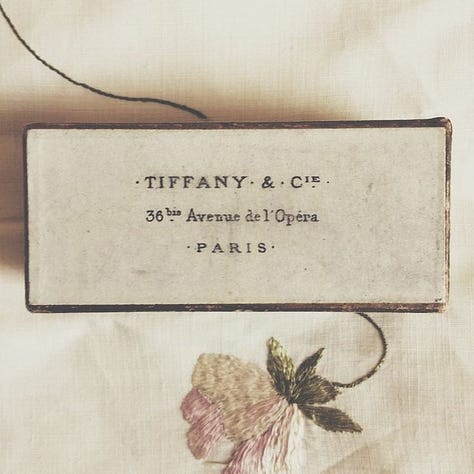 ·TIFFANY·&·CIE·
36bis Avenue de l'Opéra
·PARIS·